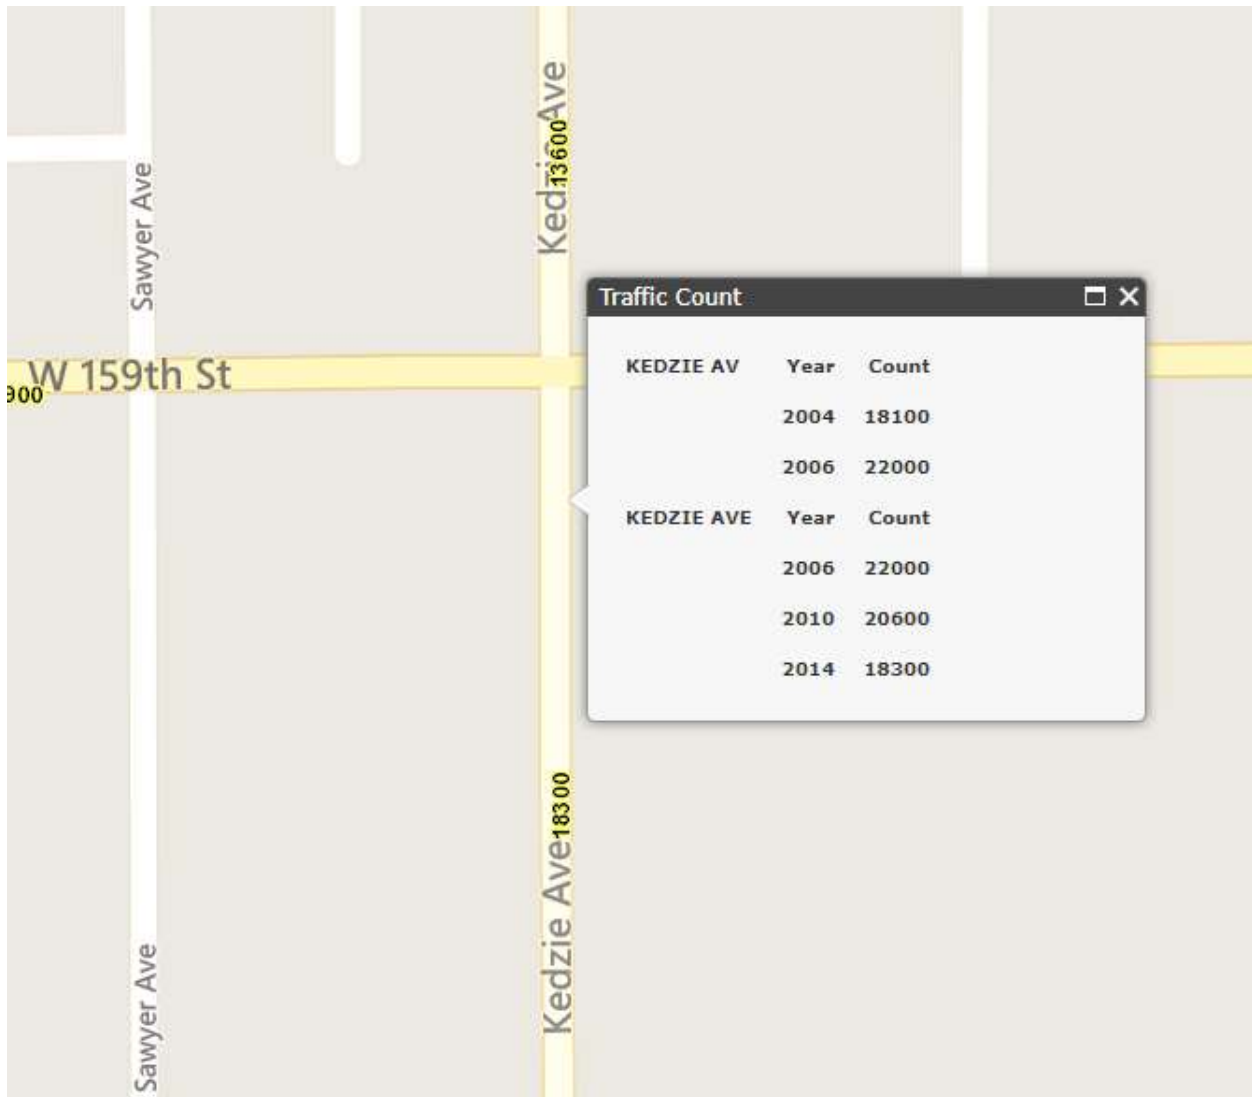 Kedzie Ave
13600
Sawyer Ave
Traffic Count
KEDZIE AV Year Count
2004 18100
2006 22000
KEDZIE AVE Year Count
2006 22000
2010 20600
2014 18300
W 159th St
900
18300
Kedzie Ave
Sawyer Ave